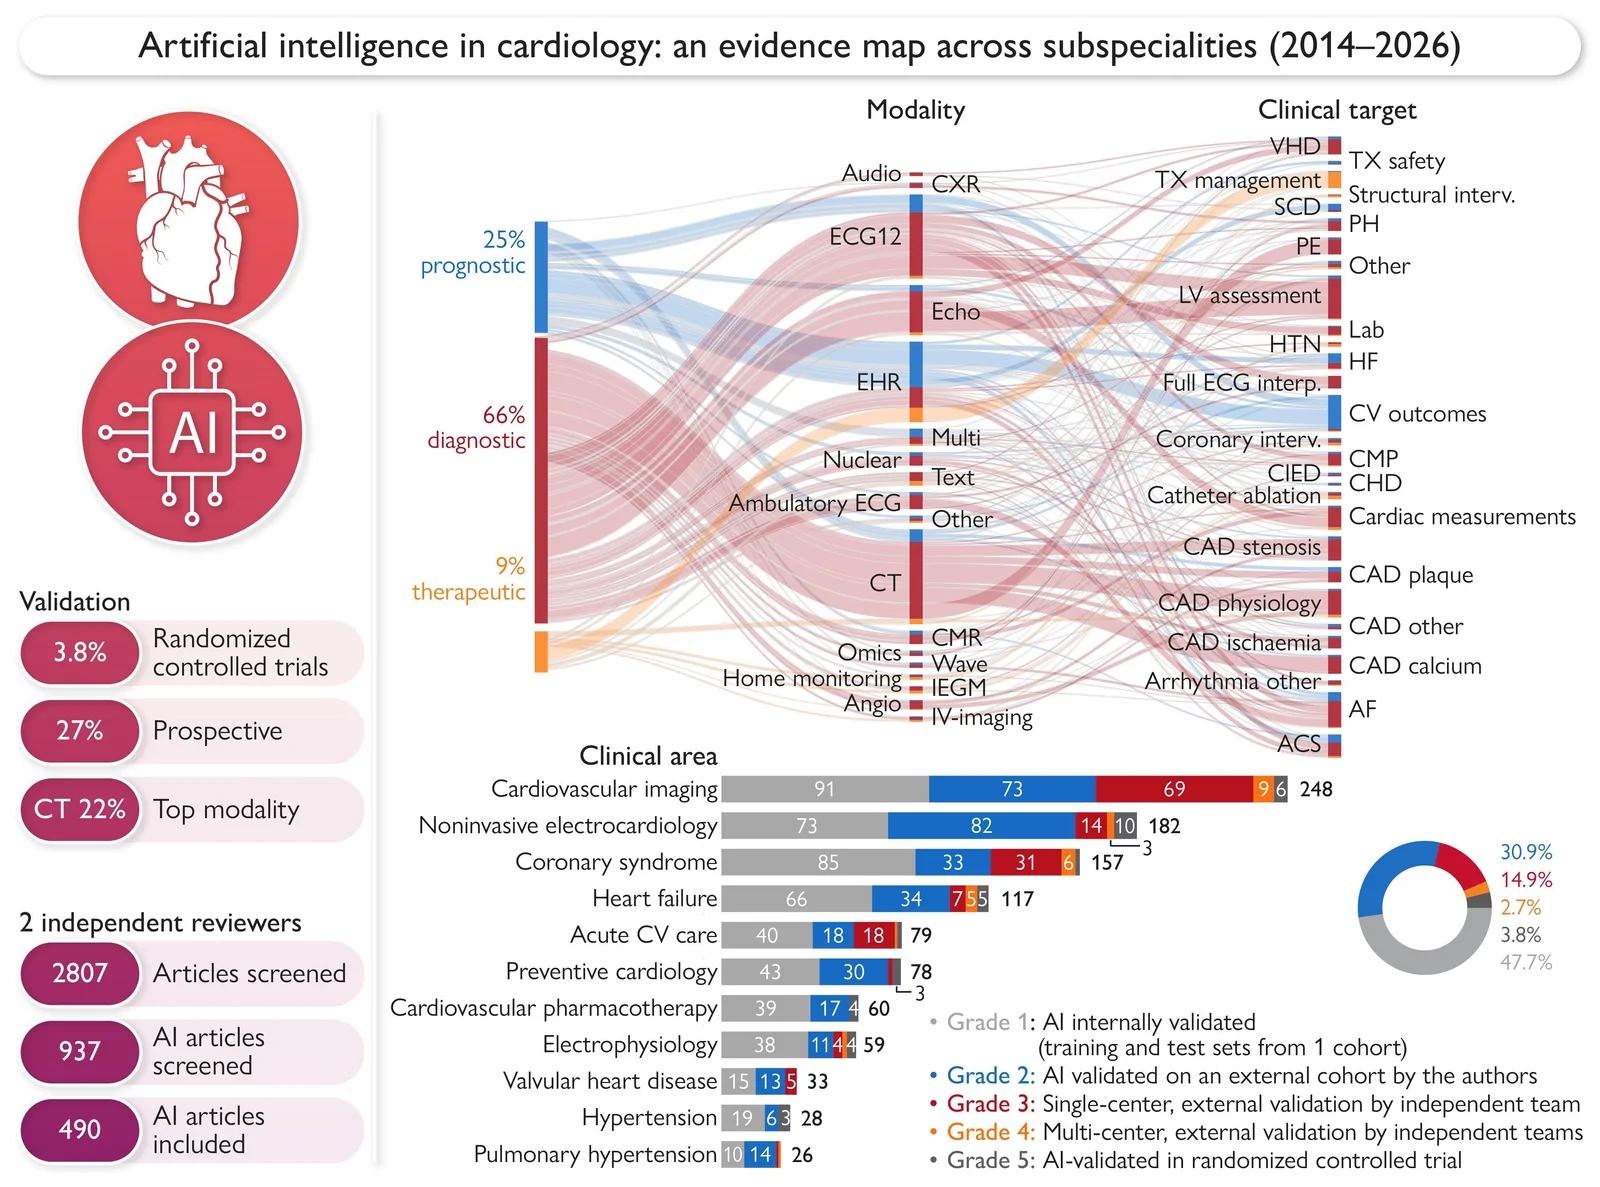 Artificial intelligence in cardiology: an evidence map across subspecialities (2014–2026)
AI
Validation
3.8%
Randomized
controlled trials
27%
Prospective
CT 22%
Top modality
2 independent reviewers
2807
Articles screened
937
AI articles
screened
490
AI articles
included
25%
prognostic
66%
diagnostic
9%
therapeutic
Modality
Audio
CXR
ECG12
Echo
EHR
Multi
Nuclear
Text
Ambulatory ECG
Other
CT
CMR
Omics
Wave
Home monitoring
IEGM
Angio
IV-imaging
Clinical target
VHD
TX safety
TX management
Structural interv.
SCD
PH
PE
Other
LV assessment
Lab
HTN
HF
Full ECG interp.
CV outcomes
Coronary interv.
CMP
CIED
CHD
Catheter ablation
Cardiac measurements
CAD stenosis
CAD plaque
CAD physiology
CAD other
CAD ischaemia
CAD calcium
Arrhythmia other
AF
ACS
Clinical area
Cardiovascular imaging 91 73 69 9 6 248
Noninvasive electrocardiology 73 82 14 10 182
3
Coronary syndrome 85 33 31 6 157
Heart failure 66 34 7 5 5 117
Acute CV care 40 18 18 79
Preventive cardiology 43 30 78
3
Cardiovascular pharmacotherapy 39 17 4 60
Electrophysiology 38 11 4 4 59
Valvular heart disease 15 13 5 33
Hypertension 19 6 3 28
Pulmonary hypertension 10 14 26
30.9%
14.9%
2.7%
3.8%
47.7%
• Grade 1: AI internally validated
(training and test sets from 1 cohort)
• Grade 2: AI validated on an external cohort by the authors
• Grade 3: Single-center, external validation by independent team
• Grade 4: Multi-center, external validation by independent teams
• Grade 5: AI-validated in randomized controlled trial